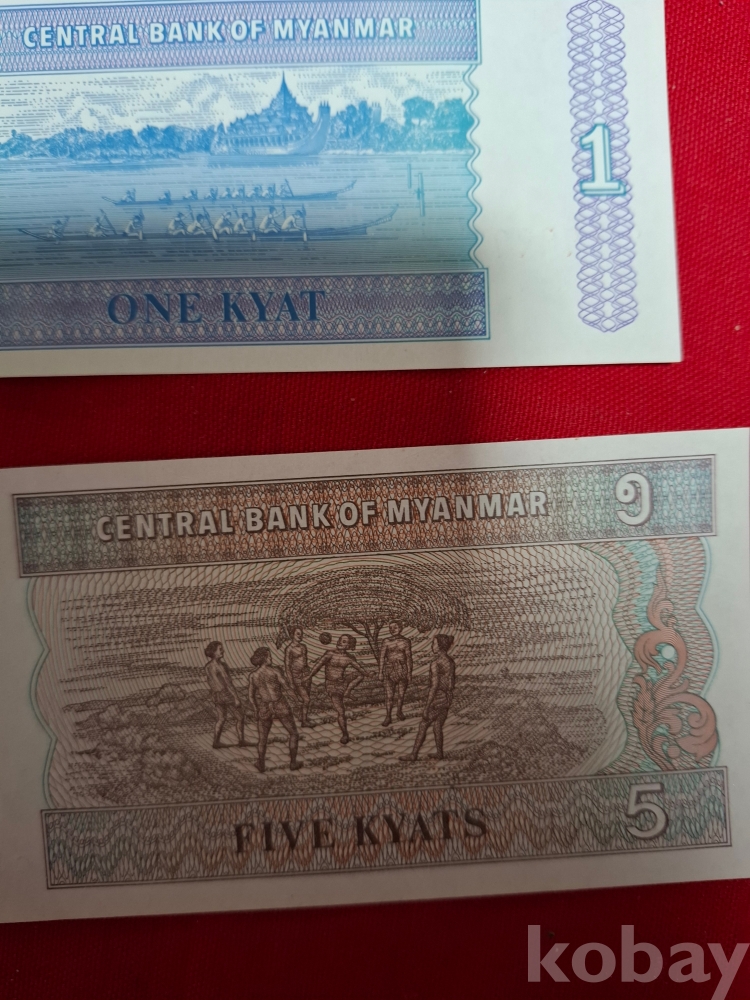 CENTRAL BANK OF MYANMAR
1
ONE KYAT
CENTRAL BANK OF MYANMAR ၅
FIVE KYATS 5
kobay